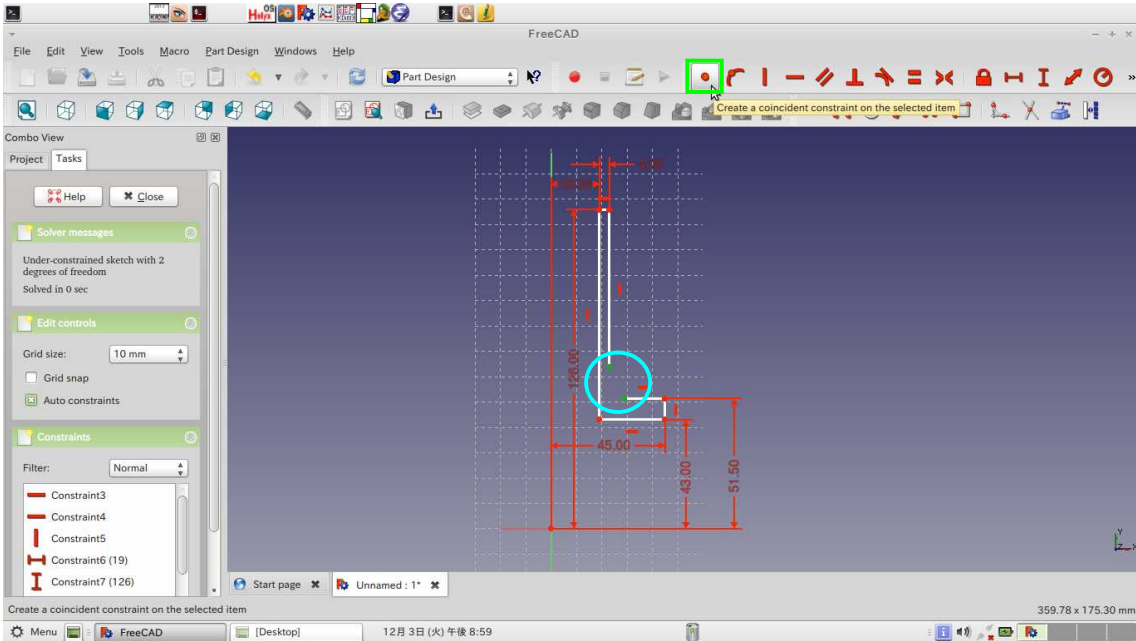 FreeCAD
File Edit View Tools Macro Part Design Windows Help
Part Design
Create a coincident constraint on the selected item
Combo View
Project Tasks
Help Close
Solver messages
Under-constrained sketch with 2
degrees of freedom
Solved in 0 sec
Edit controls
Grid size: 10 mm
Grid snap
Auto constraints
Constraints
Filter: Normal
Constraint3
Constraint4
Constraint5
Constraint6 (19)
Constraint7 (126)
126.00
45.00
43.00
51.50
Y
Z X
Start page Unnamed : 1*
Create a coincident constraint on the selected item 359.78 x 175.30 mm
Menu FreeCAD [Desktop] 12月 3日 (火) 午後 8:59